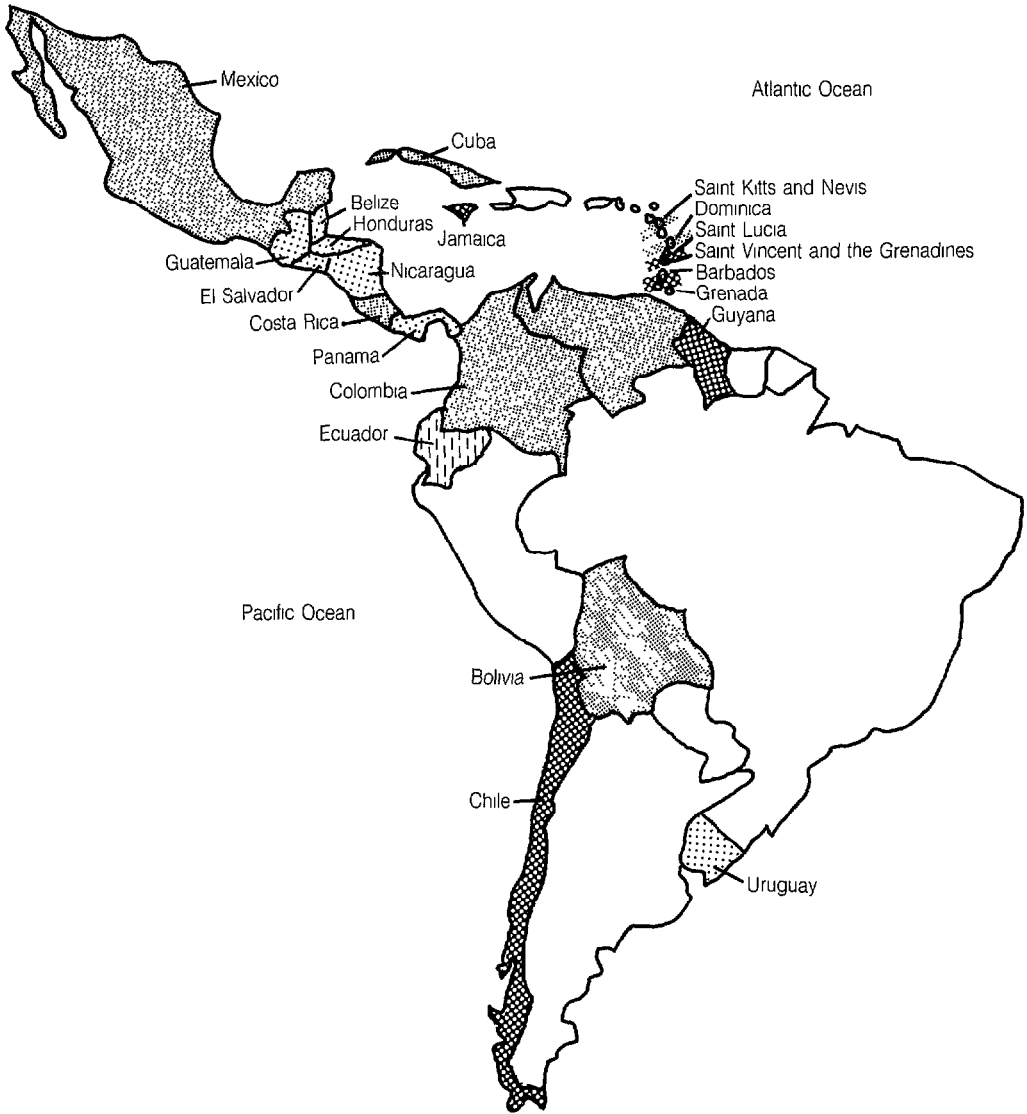 Mexico
Atlantic Ocean
Cuba
Saint Kitts and Nevis
Belize
Dominica
Honduras
Saint Lucia
Jamaica
Saint Vincent and the Grenadines
Guatemala
Nicaragua
Barbados
El Salvador
Grenada
Costa Rica
Guyana
Panama
Colombia
Ecuador
Pacific Ocean
Bolivia
Chile
Uruguay